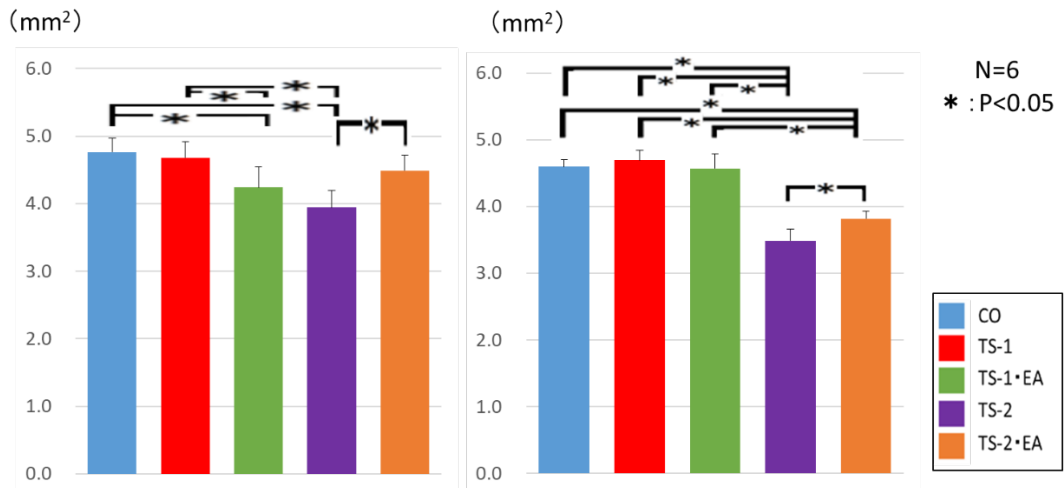 （mm²）
6.0
5.0
4.0
3.0
2.0
1.0
0.0
* * * * *
（mm²）
6.0
5.0
4.0
3.0
2.0
1.0
0.0
* * * * * * *
N=6
* : P<0.05
CO
TS-1
TS-1・EA
TS-2
TS-2・EA